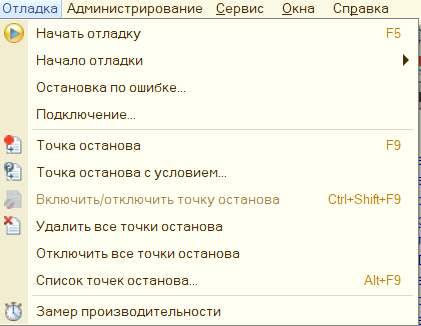 Отладка Администрирование Сервис Окна Справка
Начать отладку F5
Начало отладки
Остановка по ошибке...
Подключение...
Точка останова F9
Точка останова с условием...
Включить/отключить точку останова Ctrl+Shift+F9
Удалить все точки останова
Отключить все точки останова
Список точек останова... Alt+F9
Замер производительности